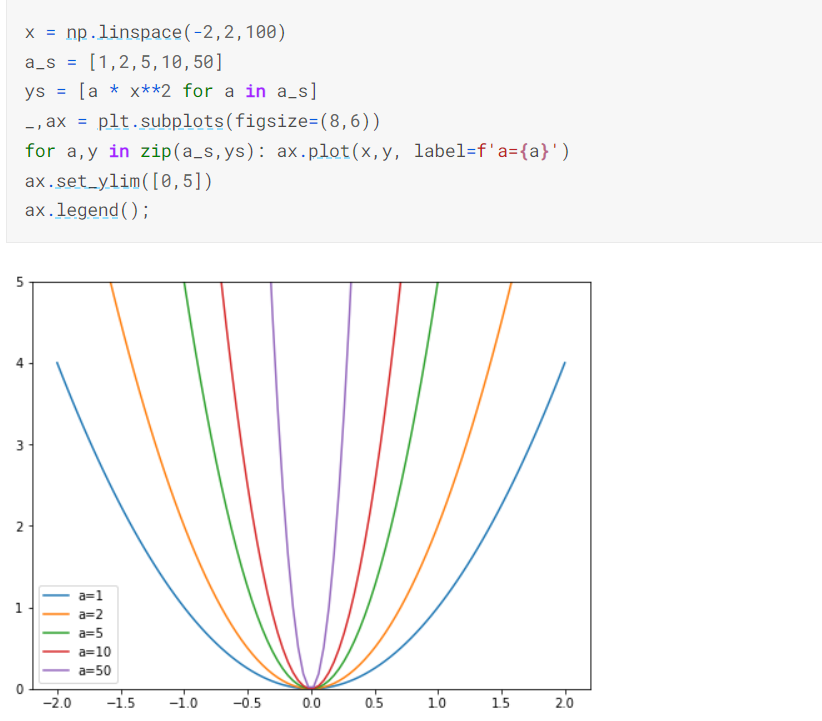 x = np.linspace(-2,2,100)
a_s = [1,2,5,10,50]
ys = [a * x**2 for a in a_s]
_,ax = plt.subplots(figsize=(8,6))
for a,y in zip(a_s,ys): ax.plot(x,y, label=f'a={a}')
ax.set_ylim([0,5])
ax.legend();
5
4
3
2
1
0
a=1
a=2
a=5
a=10
a=50
−2.0 −1.5 −1.0 −0.5 0.0 0.5 1.0 1.5 2.0